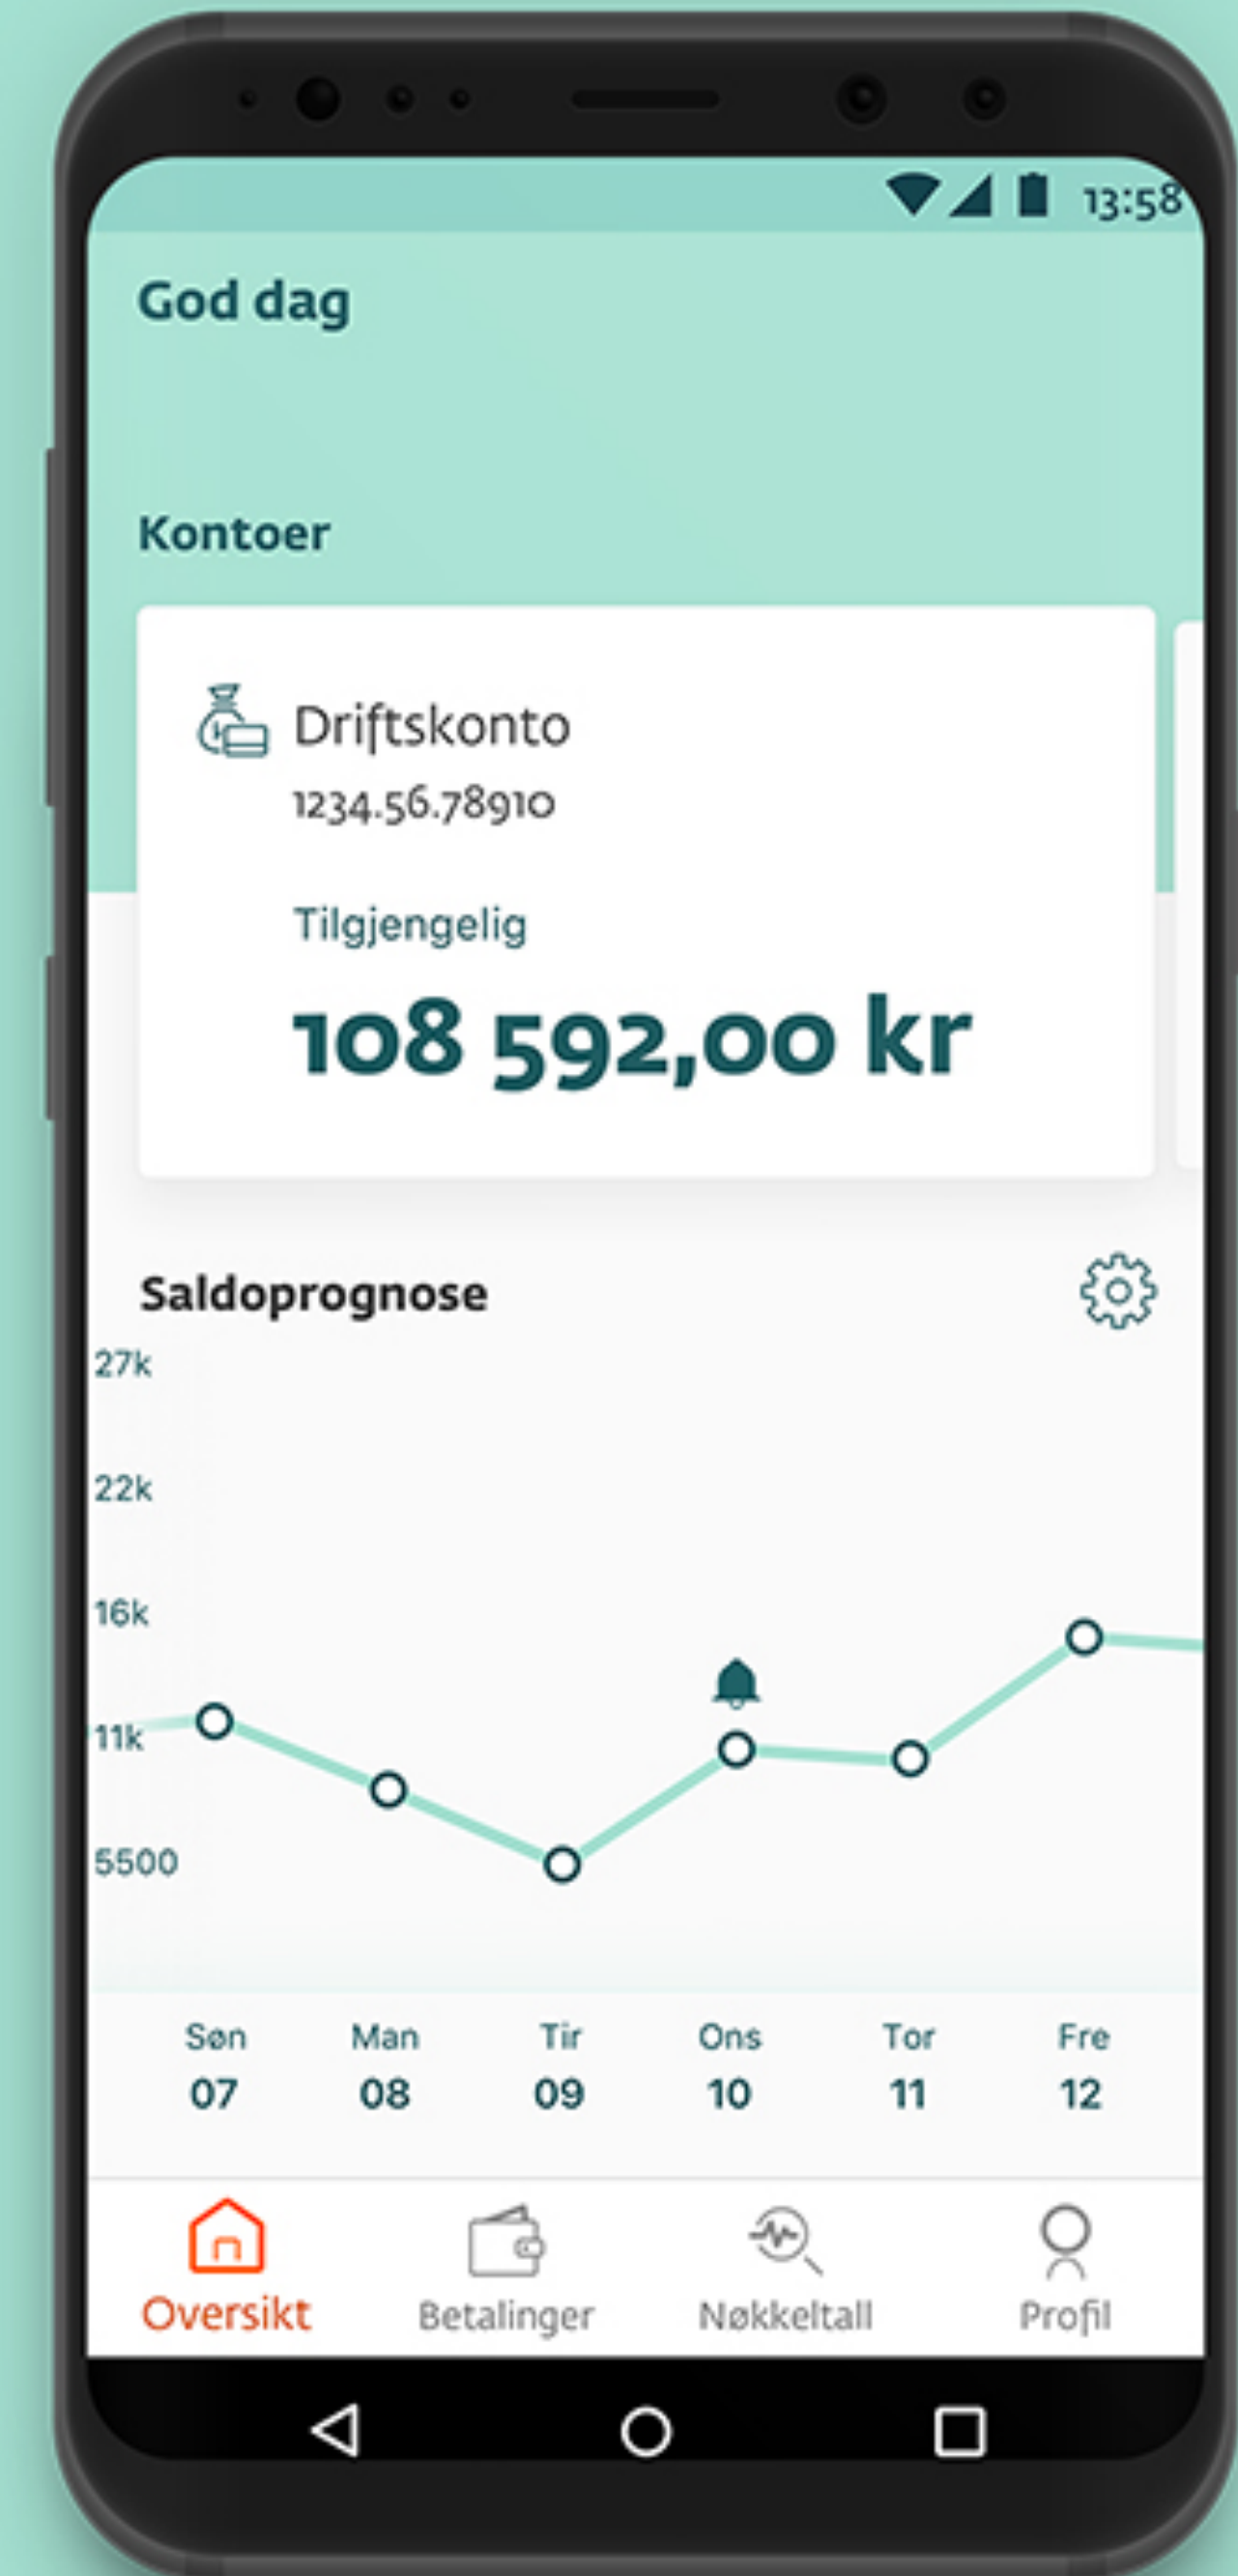 13:58
God dag
Kontoer
Driftskonto
1234.56.78910
Tilgjengelig
108 592,00 kr
Saldoprognose
27k
22k
16k
11k
5500
Søn Man Tir Ons Tor Fre
07 08 09 10 11 12
Oversikt Betalinger Nøkkeltall Profil